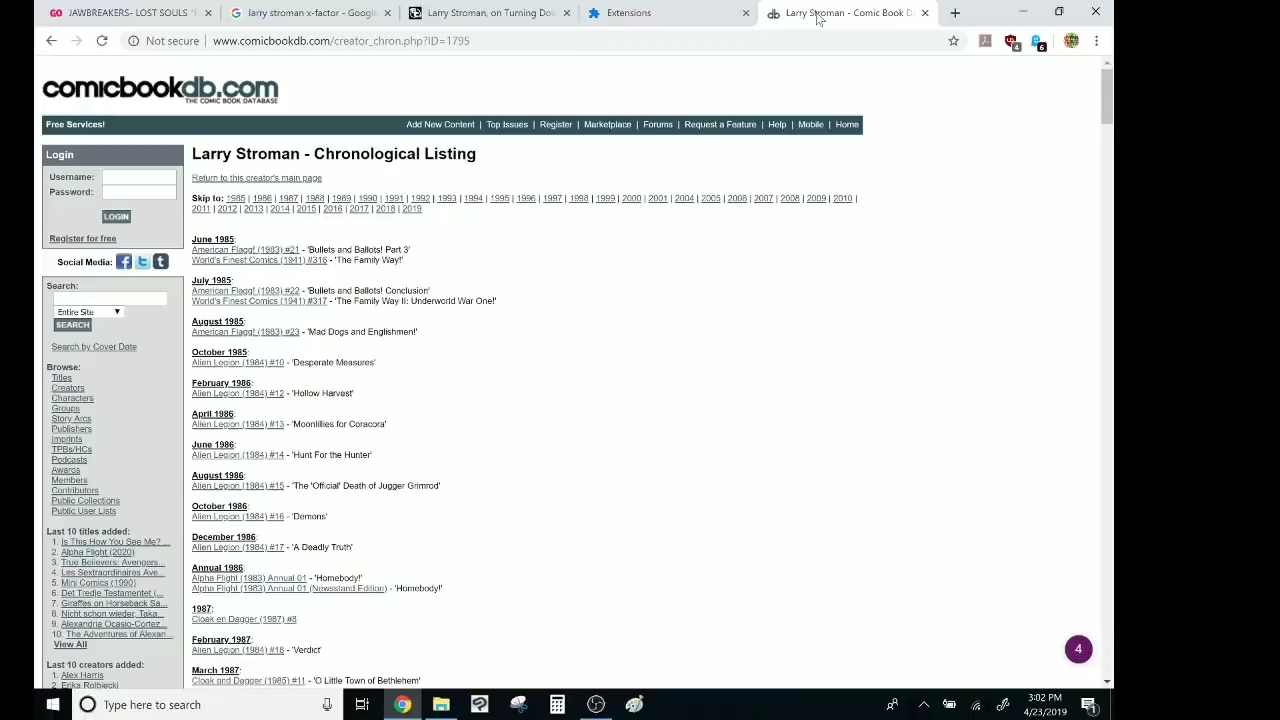 JAWBREAKERS- LOST SOULS
larry stroman x-factor - Google
Larry Stroman, on Turning Dow
Extensions
Larry Stroman - Comic Book D
Not secure | www.comicbookdb.com/creator_chron.php?ID=1795
4
6
comicbookdb.com
THE COMIC BOOK DATABASE
Free Services!
Add New Content | Top Issues | Register | Marketplace | Forums | Request a Feature | Help | Mobile | Home
Login
Username:
Password:
LOGIN
Register for free
Social Media:
Search:
Entire Site
SEARCH
Search by Cover Date
Browse:
Titles
Creators
Characters
Groups
Story Arcs
Publishers
Imprints
TPBs/HCs
Podcasts
Awards
Members
Contributors
Public Collections
Public User Lists
Last 10 titles added:
1. Is This How You See Me? ...
2. Alpha Flight (2020)
3. True Believers: Avengers...
4. Les Sextraordinaires Ave...
5. Mini Comics (1990)
6. Det Tredje Testamentet (...
7. Giraffes on Horseback Sa...
8. Nicht schon wieder, Taka...
9. Alexandria Ocasio-Cortez...
10. The Adventures of Alexan...
View All
Last 10 creators added:
1. Alex Harris
2. Erika Rolbiecki
Larry Stroman - Chronological Listing
Return to this creator's main page
Skip to: 1985 | 1986 | 1987 | 1988 | 1989 | 1990 | 1991 | 1992 | 1993 | 1994 | 1995 | 1996 | 1997 | 1998 | 1999 | 2000 | 2001 | 2004 | 2005 | 2006 | 2007 | 2008 | 2009 | 2010 |
2011 | 2012 | 2013 | 2014 | 2015 | 2016 | 2017 | 2018 | 2019
June 1985:
American Flagg! (1983) #21 - 'Bullets and Ballots! Part 3'
World's Finest Comics (1941) #316 - 'The Family Way!'
July 1985:
American Flagg! (1983) #22 - 'Bullets and Ballots! Conclusion'
World's Finest Comics (1941) #317 - 'The Family Way II: Underworld War One!'
August 1985:
American Flagg! (1983) #23 - 'Mad Dogs and Englishmen!'
October 1985:
Alien Legion (1984) #10 - 'Desperate Measures'
February 1986:
Alien Legion (1984) #12 - 'Hollow Harvest'
April 1986:
Alien Legion (1984) #13 - 'Moonlillies for Coracora'
June 1986:
Alien Legion (1984) #14 - 'Hunt For the Hunter'
August 1986:
Alien Legion (1984) #15 - 'The 'Official' Death of Jugger Grimrod'
October 1986:
Alien Legion (1984) #16 - 'Demons'
December 1986:
Alien Legion (1984) #17 - 'A Deadly Truth'
Annual 1986:
Alpha Flight (1983) Annual 01 - 'Homebody!'
Alpha Flight (1983) Annual 01 (Newsstand Edition) - 'Homebody!'
1987:
Cloak en Dagger (1987) #8
February 1987:
Alien Legion (1984) #18 - 'Verdict'
March 1987:
Cloak and Dagger (1985) #11 - 'O Little Town of Bethlehem'
4
Type here to search
3:02 PM
4/23/2019
1